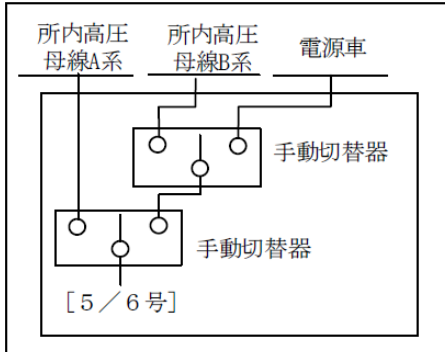 所内高圧
母線A系
所内高圧
母線B系
電源車
手動切替器
手動切替器
［５／６号］